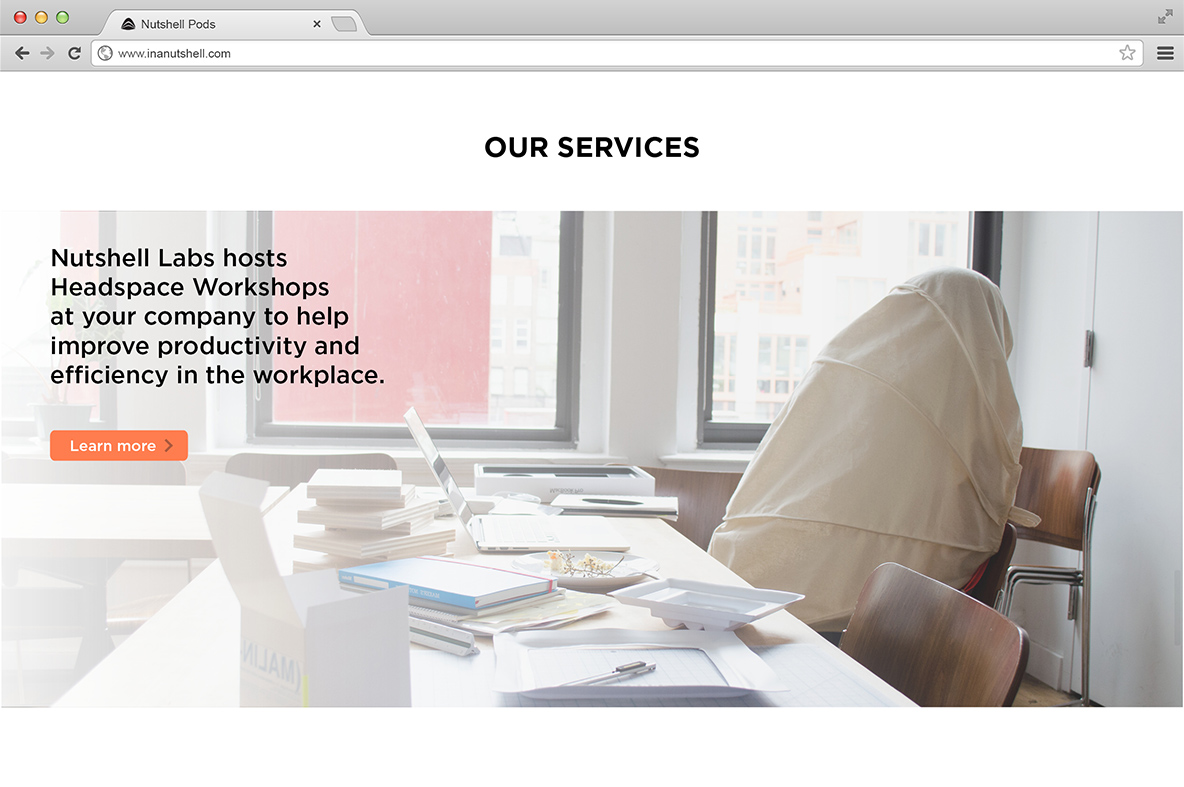 Nutshell Pods
www.inanutshell.com
OUR SERVICES
Nutshell Labs hosts
Headspace Workshops
at your company to help
improve productivity and
efficiency in the workplace.
Learn more